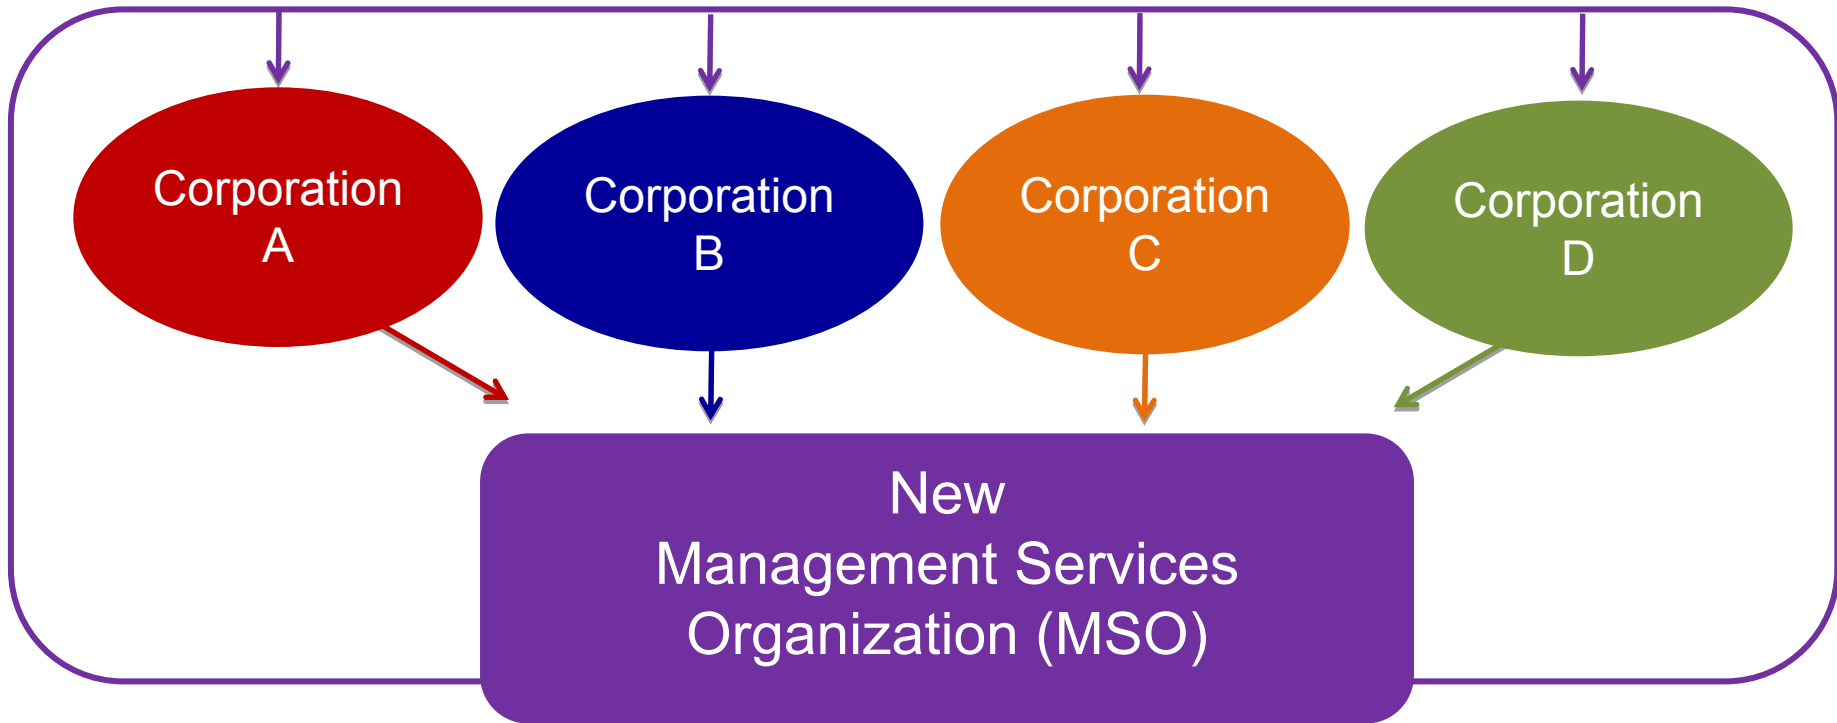 Corporation
A
Corporation
B
Corporation
C
Corporation
D
New
Management Services
Organization (MSO)